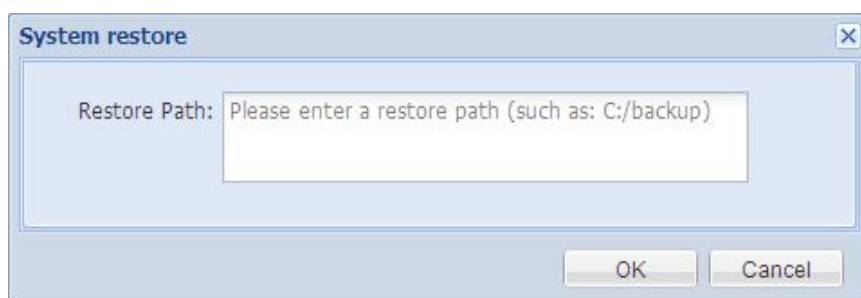 System restore
Restore Path: Please enter a restore path (such as: C:/backup)
OK Cancel